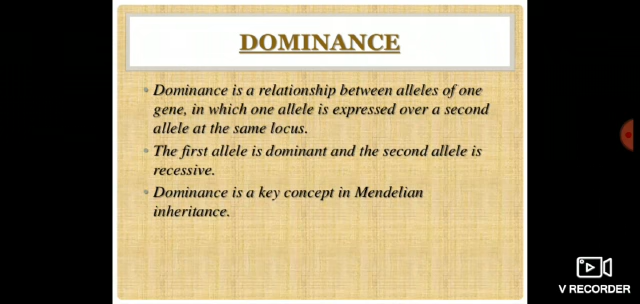 DOMINANCE
Dominance is a relationship between alleles of one
gene, in which one allele is expressed over a second
allele at the same locus.
The first allele is dominant and the second allele is
recessive.
Dominance is a key concept in Mendelian
inheritance.
V RECORDER